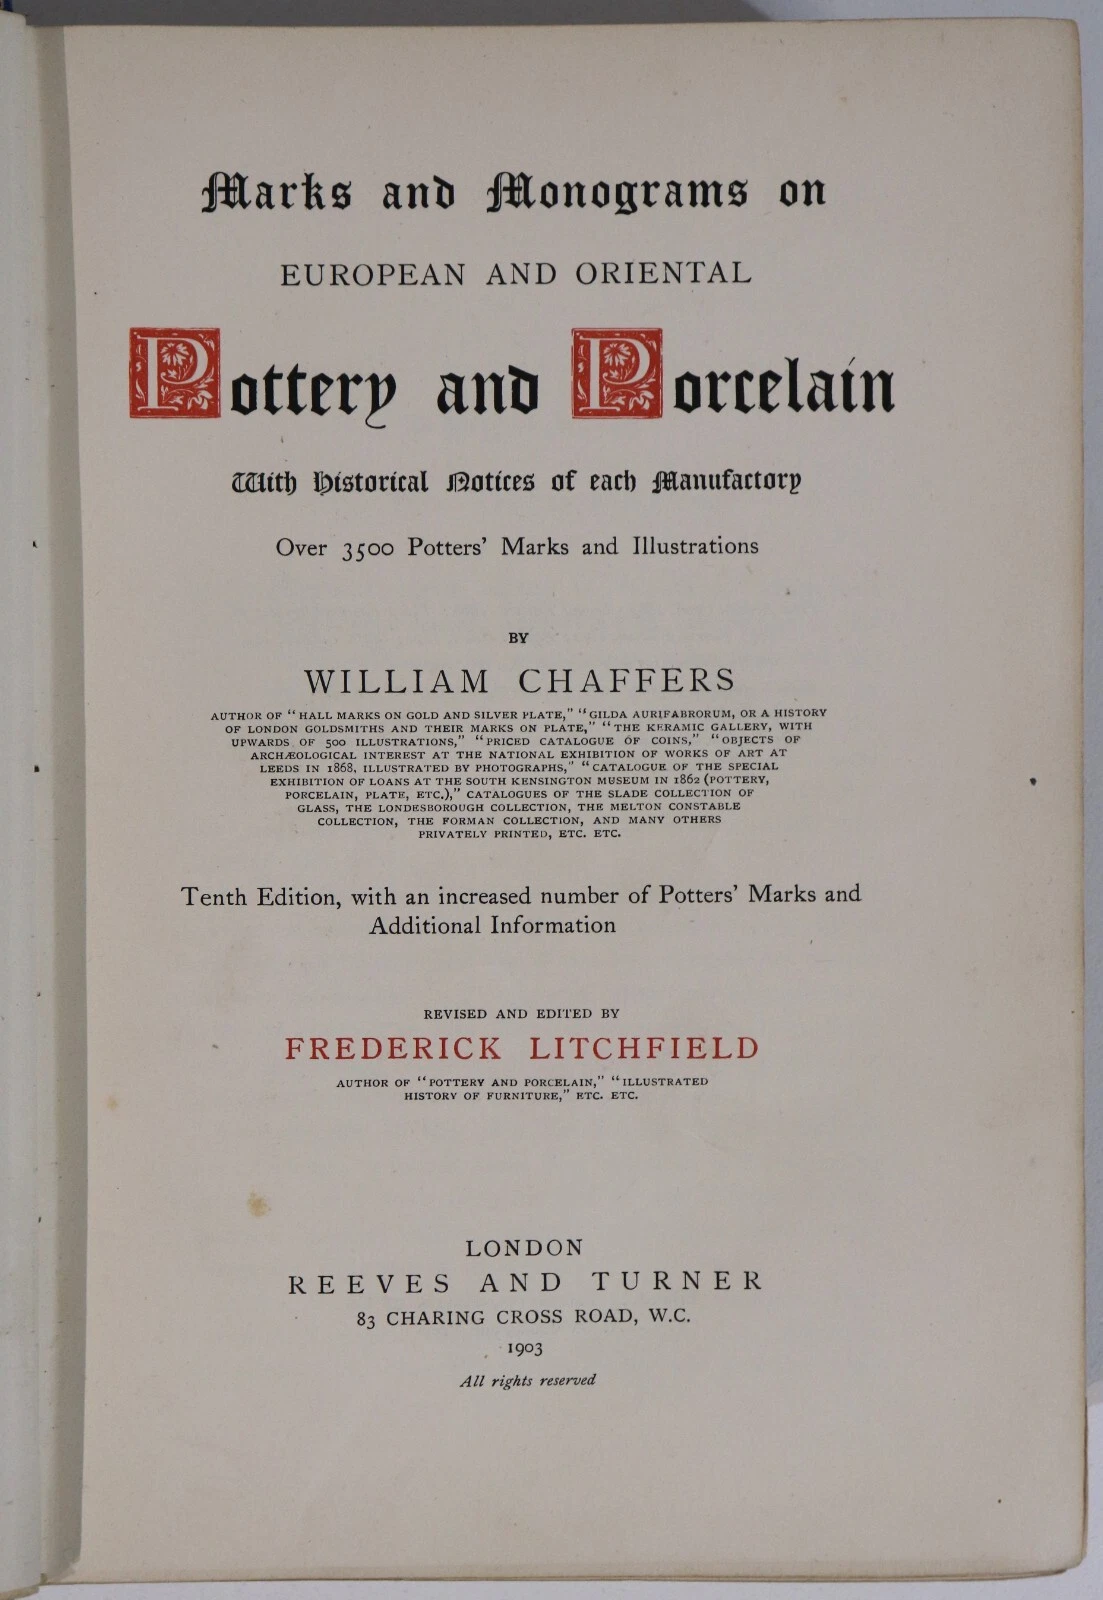 Marks and Monograms on
EUROPEAN AND ORIENTAL
Pottery and Porcelain
With Historical Notices of each Manufactory
Over 3500 Potters' Marks and Illustrations
BY
WILLIAM CHAFFERS
AUTHOR OF "HALL MARKS ON GOLD AND SILVER PLATE," "GILDA AURIFABRORUM, OR A HISTORY
OF LONDON GOLDSMITHS AND THEIR MARKS ON PLATE," "THE KERAMIC GALLERY, WITH
UPWARDS OF 500 ILLUSTRATIONS," "PRICED CATALOGUE OF COINS," "OBJECTS OF
ARCHÆOLOGICAL INTEREST AT THE NATIONAL EXHIBITION OF WORKS OF ART AT
LEEDS IN 1868, ILLUSTRATED BY PHOTOGRAPHS," "CATALOGUE OF THE SPECIAL
EXHIBITION OF LOANS AT THE SOUTH KENSINGTON MUSEUM IN 1862 (POTTERY,
PORCELAIN, PLATE, ETC.)," CATALOGUES OF THE SLADE COLLECTION OF
GLASS, THE LONDESBOROUGH COLLECTION, THE MELTON CONSTABLE
COLLECTION, THE FORMAN COLLECTION, AND MANY OTHERS
PRIVATELY PRINTED, ETC. ETC.
Tenth Edition, with an increased number of Potters' Marks and
Additional Information
REVISED AND EDITED BY
FREDERICK LITCHFIELD
AUTHOR OF "POTTERY AND PORCELAIN," "ILLUSTRATED
HISTORY OF FURNITURE," ETC. ETC.
LONDON
REEVES AND TURNER
83 CHARING CROSS ROAD, W.C.
1903
All rights reserved